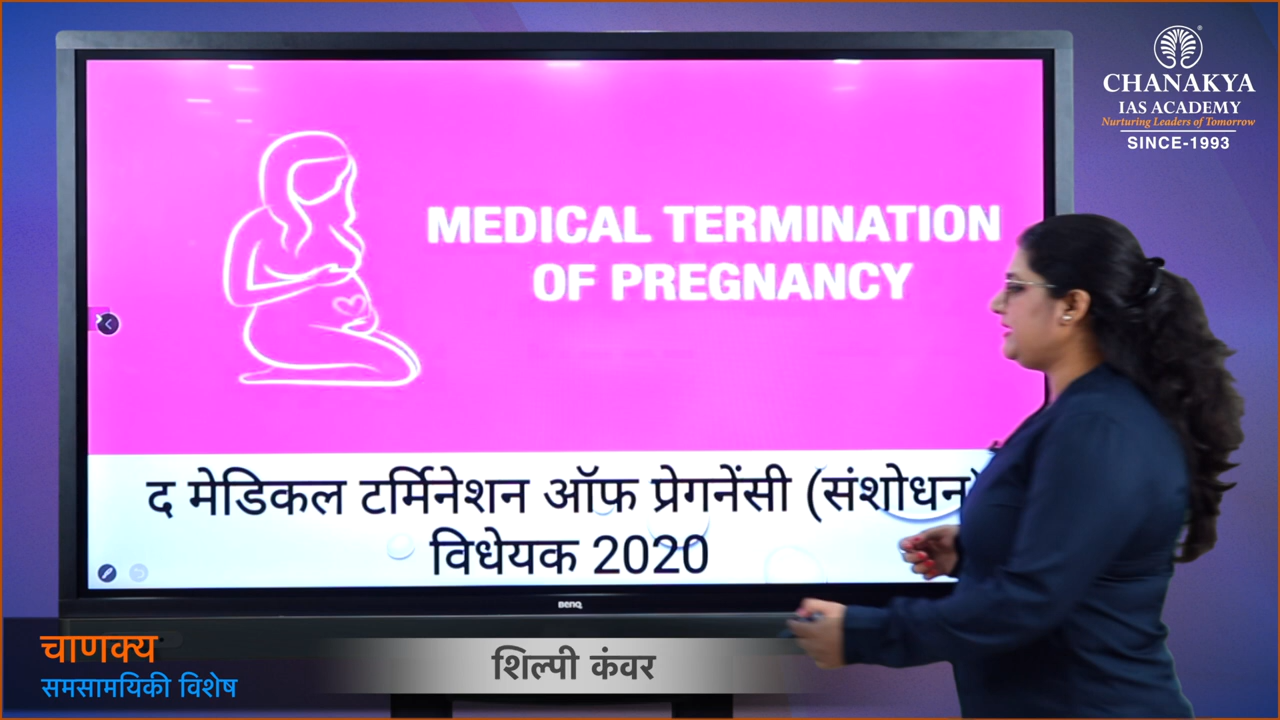 CHANAKYA
IAS ACADEMY
Nurturing Leaders of Tomorrow
SINCE-1993
MEDICAL TERMINATION
OF PREGNANCY
द मेडिकल टर्मिनेशन ऑफ प्रेगनेंसी (संशोधन)
विधेयक 2020
BenQ
चाणक्य
समसामयिकी विशेष
शिल्पी कंवर